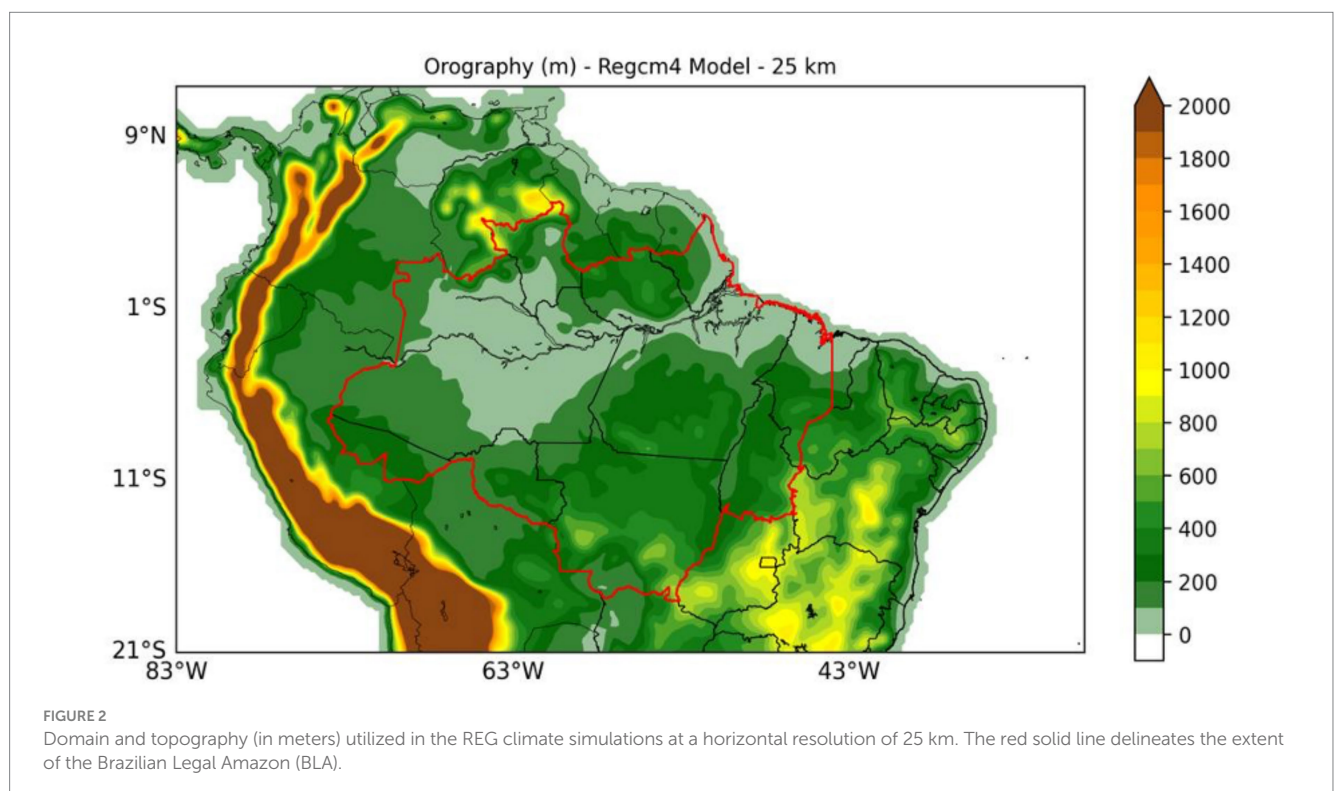 Orography (m) - Regcm4 Model - 25 km
9°N
1°S
11°S
21°S
83°W
63°W
43°W
2000
1800
1600
1400
1200
1000
800
600
400
200
0
FIGURE 2
Domain and topography (in meters) utilized in the REG climate simulations at a horizontal resolution of 25 km. The red solid line delineates the extent
of the Brazilian Legal Amazon (BLA).